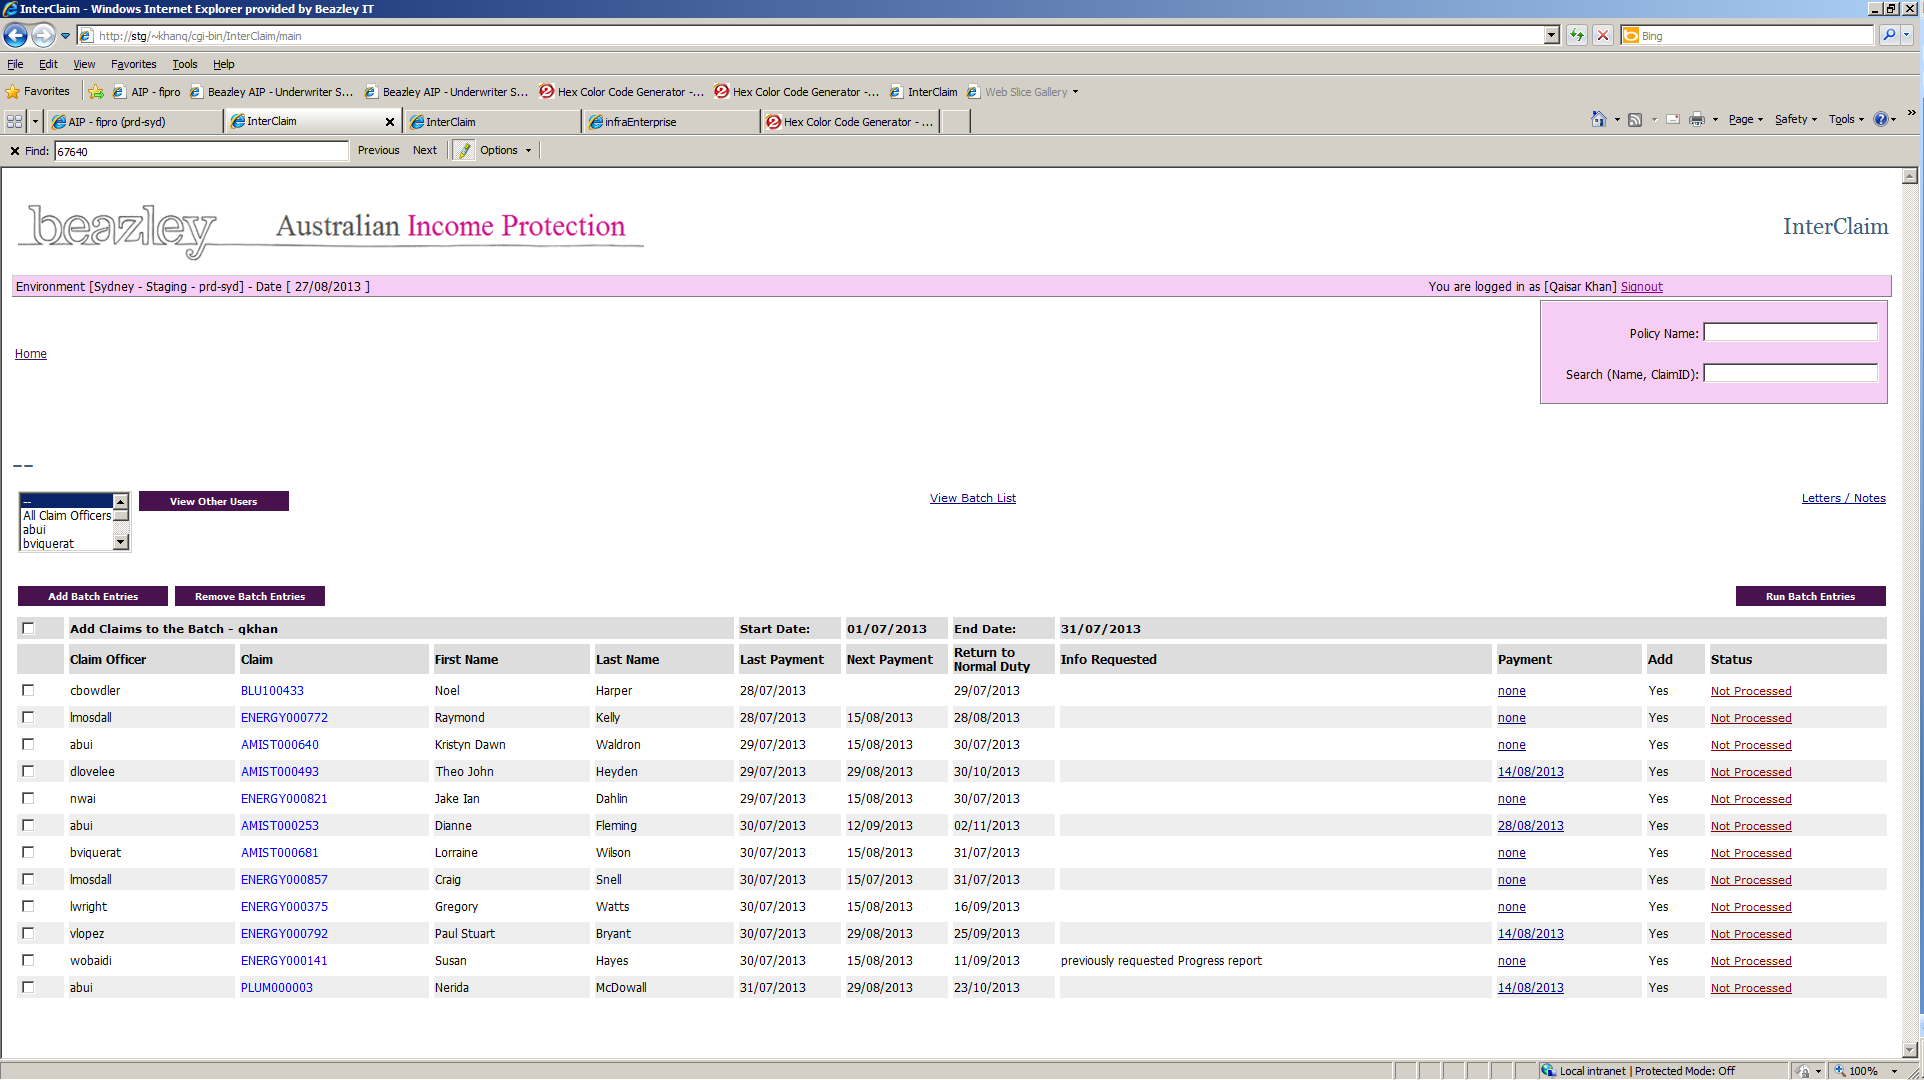 InterClaim - Windows Internet Explorer provided by Beazley IT
http://stg/~khanq/cgi-bin/InterClaim/main
Bing
File Edit View Favorites Tools Help
Favorites AIP - fipro Beazley AIP - Underwriter S... Beazley AIP - Underwriter S... Hex Color Code Generator -... Hex Color Code Generator -... InterClaim Web Slice Gallery
AIP - fipro (prd-syd) InterClaim InterClaim infraEnterprise Hex Color Code Generator - ... Page Safety Tools
Find: 67640 Previous Next Options
beazley Australian Income Protection InterClaim
Environment [Sydney - Staging - prd-syd] - Date [ 27/08/2013 ] You are logged in as [Qaisar Khan] Signout
Policy Name:
Home
Search (Name, ClaimID):
--
--
All Claim Officers
abui
bviquerat
View Other Users View Batch List Letters / Notes
Add Batch Entries Remove Batch Entries Run Batch Entries
Add Claims to the Batch - qkhan Start Date: 01/07/2013 End Date: 31/07/2013
Claim Officer Claim First Name Last Name Last Payment Next Payment Return to Normal Duty Info Requested Payment Add Status
cbowdler BLU100433 Noel Harper 28/07/2013 29/07/2013 none Yes Not Processed
lmosdall ENERGY000772 Raymond Kelly 28/07/2013 15/08/2013 28/08/2013 none Yes Not Processed
abui AMIST000640 Kristyn Dawn Waldron 29/07/2013 15/08/2013 30/07/2013 none Yes Not Processed
dlovelee AMIST000493 Theo John Heyden 29/07/2013 29/08/2013 30/10/2013 14/08/2013 Yes Not Processed
nwai ENERGY000821 Jake Ian Dahlin 29/07/2013 15/08/2013 30/07/2013 none Yes Not Processed
abui AMIST000253 Dianne Fleming 30/07/2013 12/09/2013 02/11/2013 28/08/2013 Yes Not Processed
bviquerat AMIST000681 Lorraine Wilson 30/07/2013 15/08/2013 31/07/2013 none Yes Not Processed
lmosdall ENERGY000857 Craig Snell 30/07/2013 15/07/2013 31/07/2013 none Yes Not Processed
lwright ENERGY000375 Gregory Watts 30/07/2013 15/08/2013 16/09/2013 none Yes Not Processed
vlopez ENERGY000792 Paul Stuart Bryant 30/07/2013 29/08/2013 25/09/2013 14/08/2013 Yes Not Processed
wobaidi ENERGY000141 Susan Hayes 30/07/2013 15/08/2013 11/09/2013 previously requested Progress report none Yes Not Processed
abui PLUM000003 Nerida McDowall 31/07/2013 29/08/2013 23/10/2013 14/08/2013 Yes Not Processed
Local intranet | Protected Mode: Off 100%